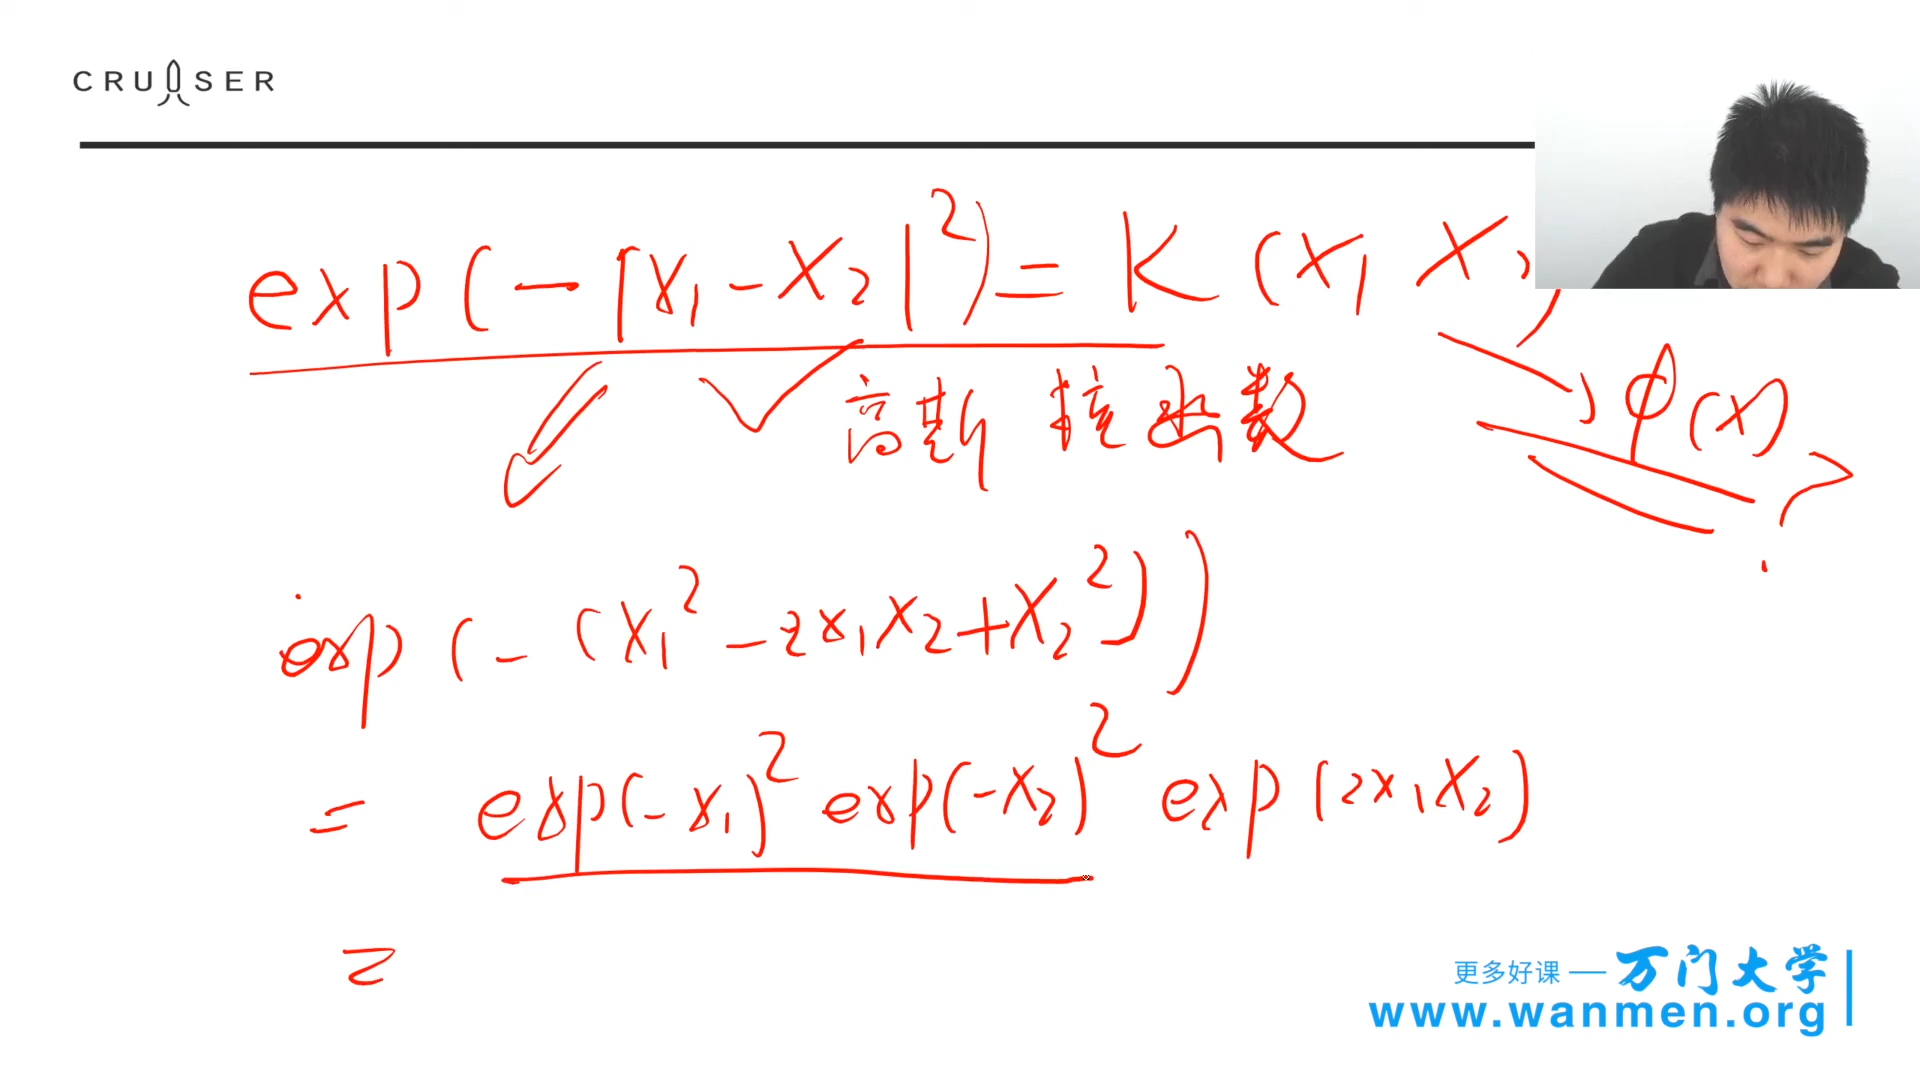 CRUISER
exp(-|x₁-x₂|²)=K(x₁ x₂)
高斯 核函数
φ(x)
?
exp(-(x₁²-2x₁x₂+x₂²))
= exp(-x₁)² exp(-x₂)² exp(2x₁x₂)
=
更多好课 — 万门大学
www.wanmen.org